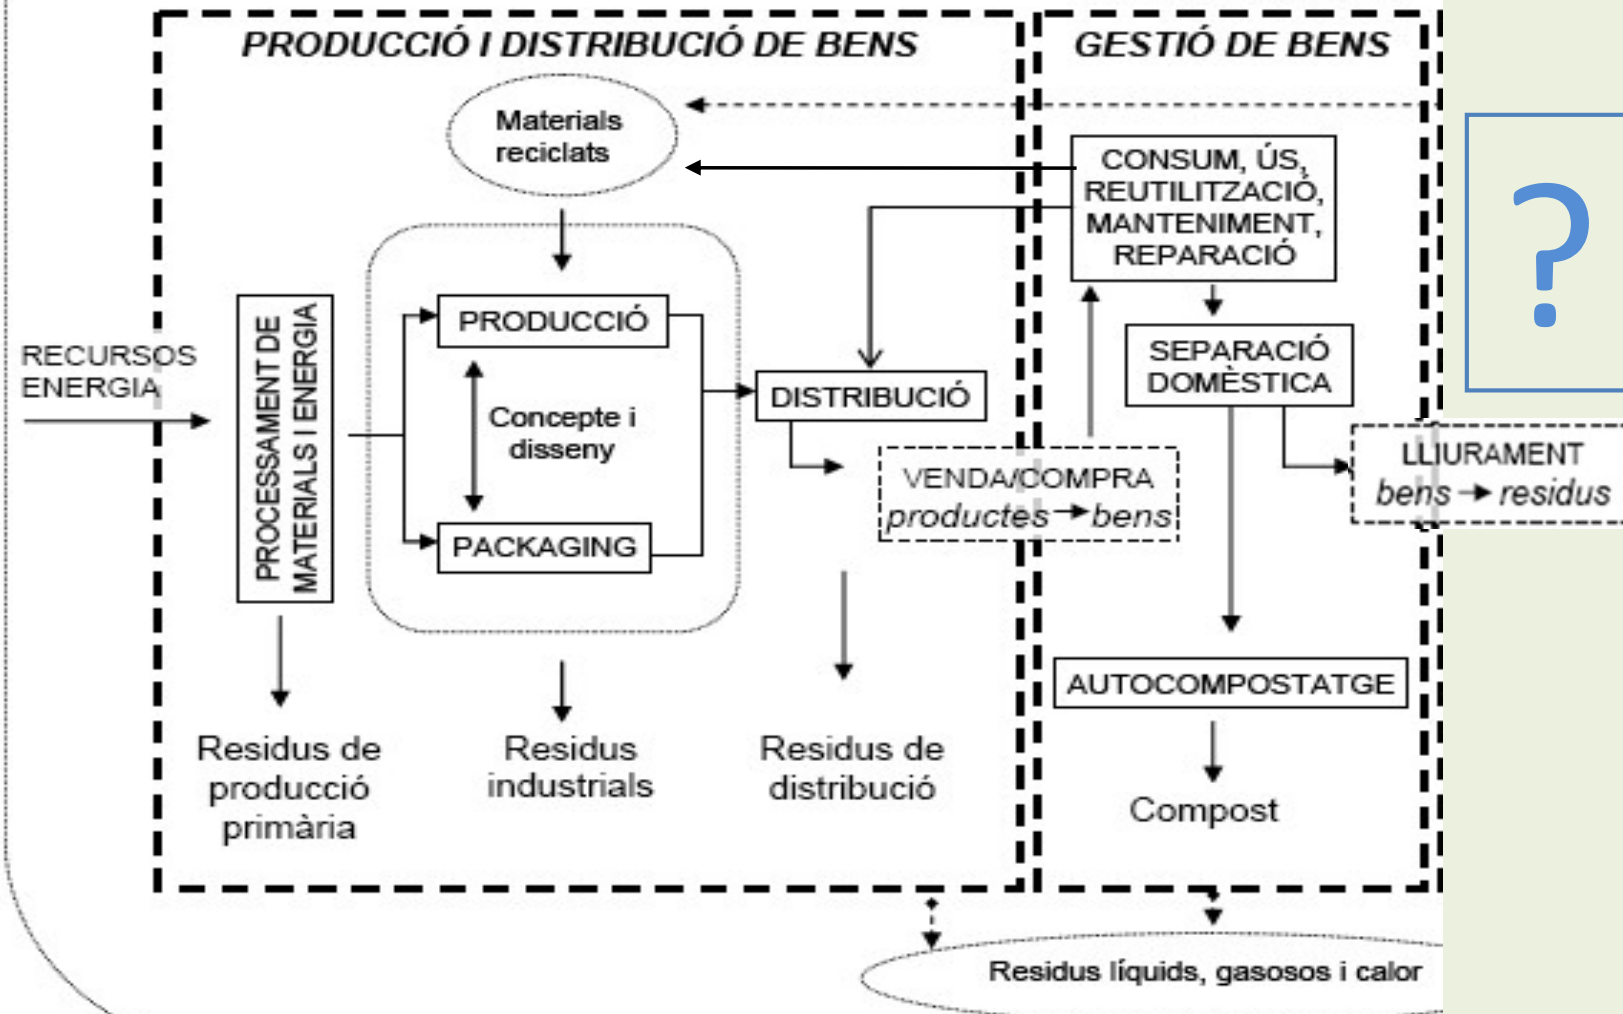 PRODUCCIÓ I DISTRIBUCIÓ DE BENS
GESTIÓ DE BENS
Materials
reciclats
CONSUM, ÚS,
REUTILITZACIÓ,
MANTENIMENT,
REPARACIÓ
?
RECURSOS
ENERGIA
PROCESSAMENT DE
MATERIALS I ENERGIA
PRODUCCIÓ
Concepte i
disseny
PACKAGING
DISTRIBUCIÓ
SEPARACIÓ
DOMÈSTICA
VENDA/COMPRA
productes → bens
LLIURAMENT
bens → residus
AUTOCOMPOSTATGE
Residus de
producció
primària
Residus
industrials
Residus de
distribució
Compost
Residus líquids, gasosos i calor